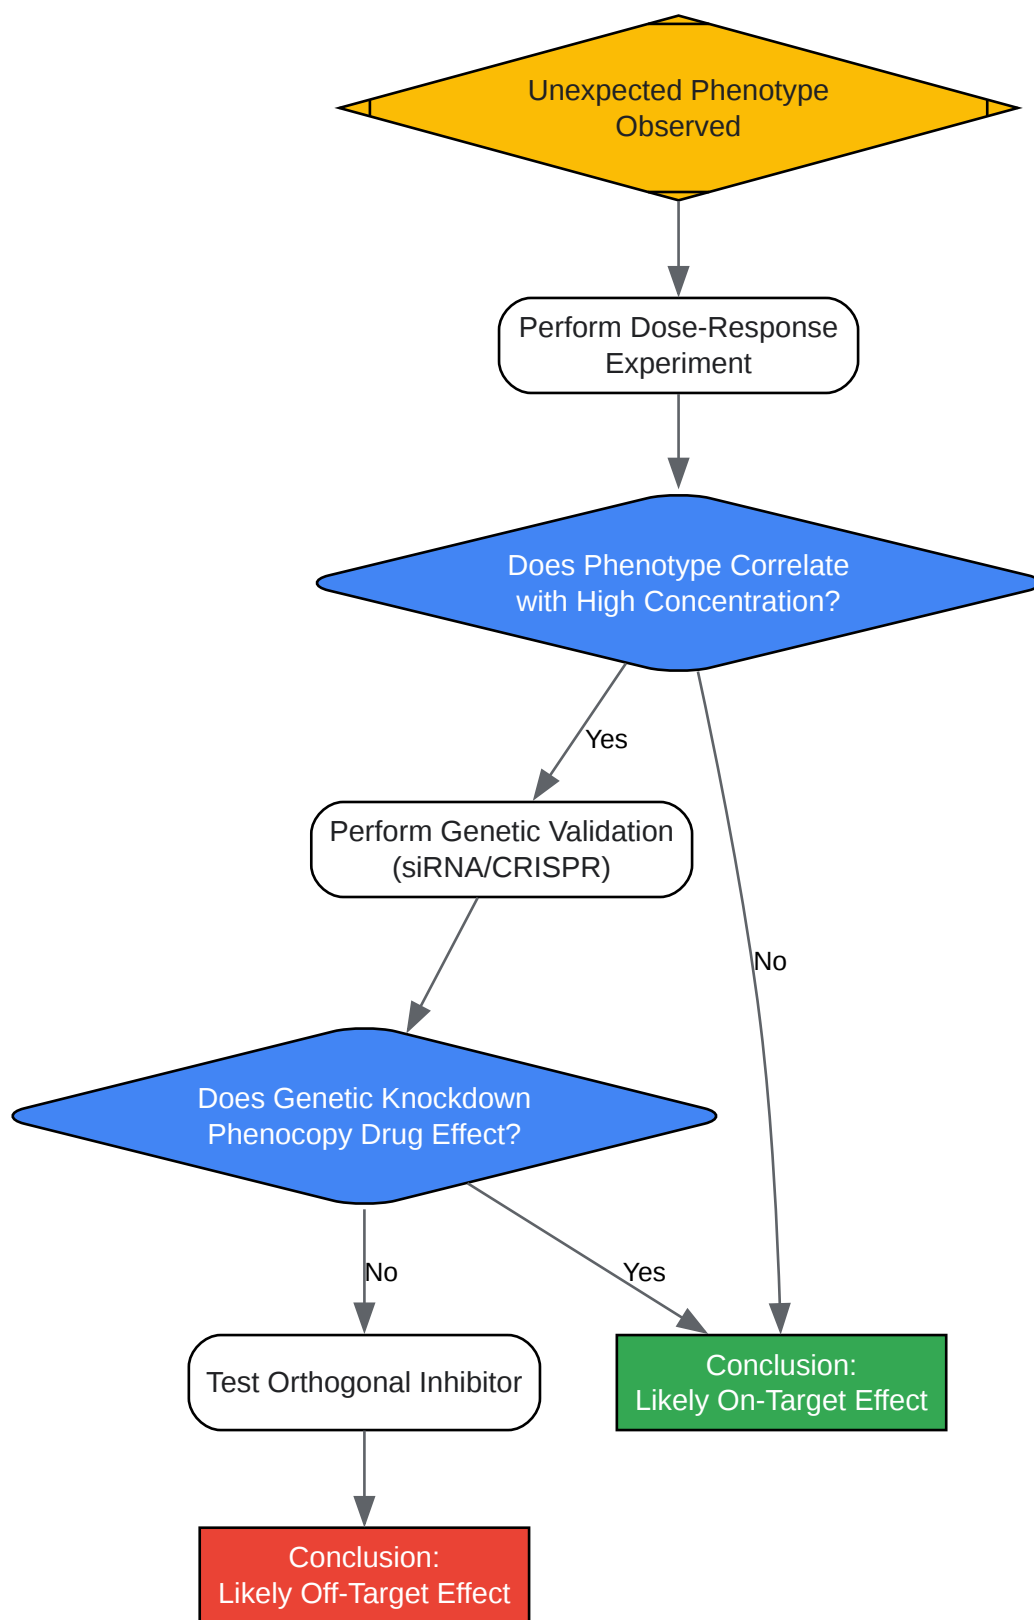 Unexpected Phenotype
Observed
Perform Dose-Response
Experiment
Does Phenotype Correlate
with High Concentration?
Yes
Perform Genetic Validation
(siRNA/CRISPR)
No
Does Genetic Knockdown
Phenocopy Drug Effect?
No
Yes
Test Orthogonal Inhibitor
Conclusion:
Likely On-Target Effect
Conclusion:
Likely Off-Target Effect